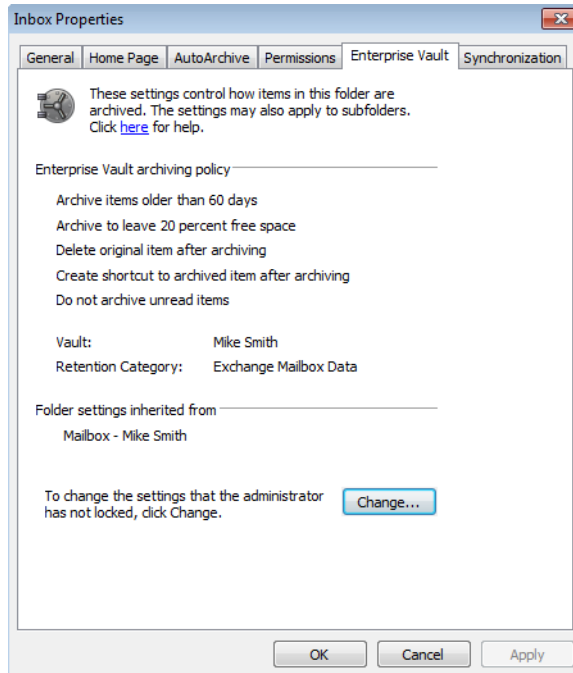 Inbox Properties
General Home Page AutoArchive Permissions Enterprise Vault Synchronization
These settings control how items in this folder are
archived. The settings may also apply to subfolders.
Click here for help.
Enterprise Vault archiving policy
Archive items older than 60 days
Archive to leave 20 percent free space
Delete original item after archiving
Create shortcut to archived item after archiving
Do not archive unread items
Vault: Mike Smith
Retention Category: Exchange Mailbox Data
Folder settings inherited from
Mailbox - Mike Smith
To change the settings that the administrator
has not locked, click Change.
Change...
OK Cancel Apply